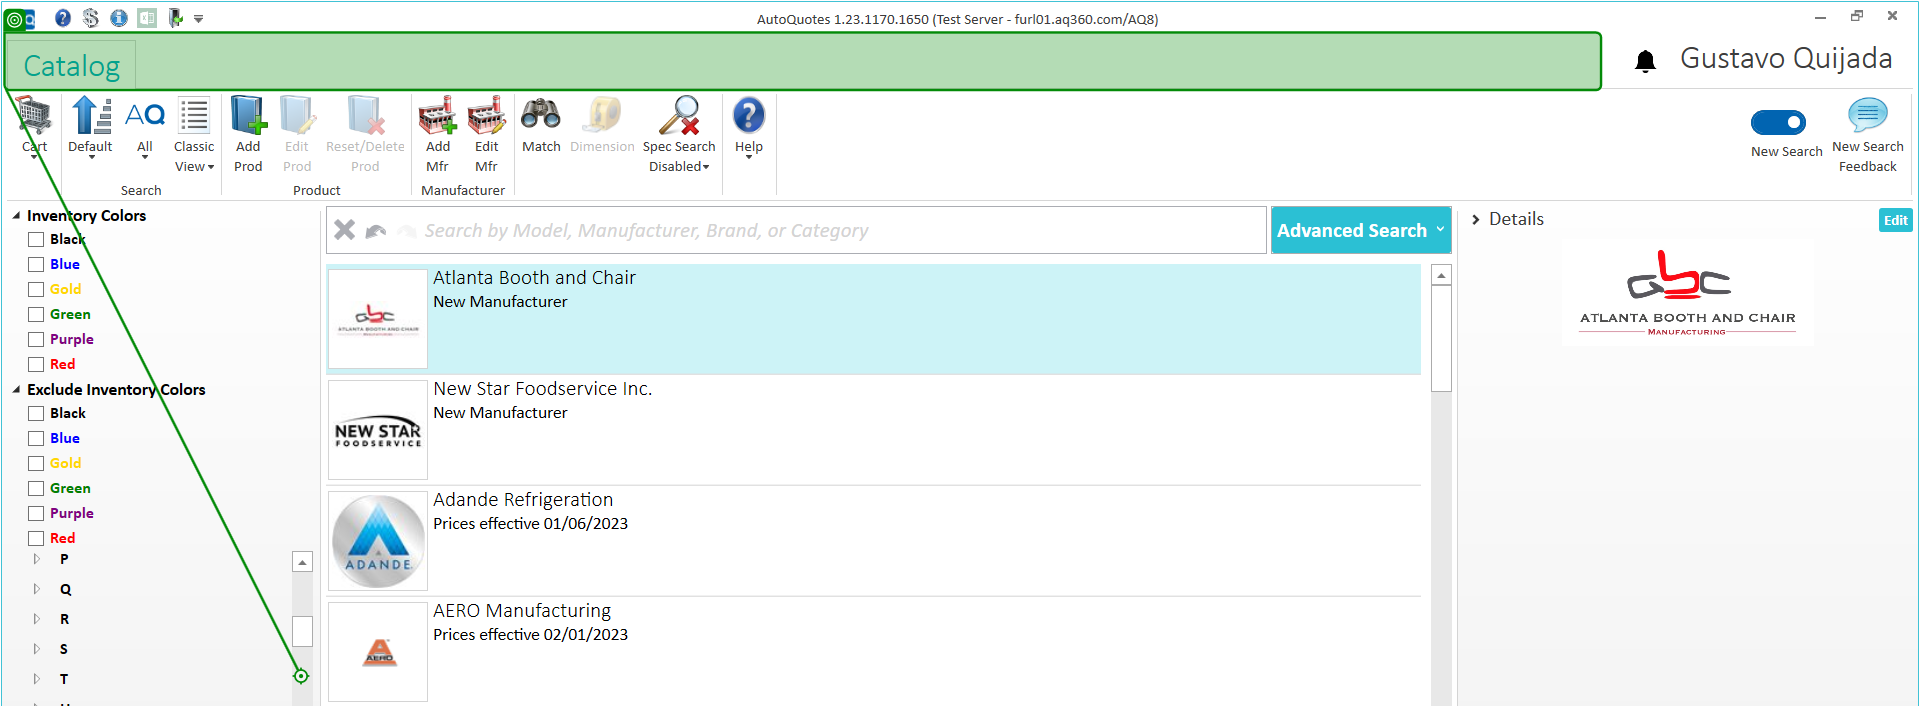 AutoQuotes 1.23.1170.1650 (Test Server - furl01.aq360.com/AQ8)
Catalog
Gustavo Quijada
Cart
Default
AQ
All
Classic View
Search
Add Prod
Edit Prod
Reset/Delete Prod
Product
Add Mfr
Edit Mfr
Manufacturer
Match
Dimension
Spec Search Disabled
Help
New Search
New Search Feedback
Inventory Colors
Black
Blue
Gold
Green
Purple
Red
Exclude Inventory Colors
Black
Blue
Gold
Green
Purple
Red
P
Q
R
S
T
Search by Model, Manufacturer, Brand, or Category
Advanced Search
Atlanta Booth and Chair
New Manufacturer
ATLANTA BOOTH AND CHAIR
New Star Foodservice Inc.
New Manufacturer
NEW STAR
FOODSERVICE
Adande Refrigeration
Prices effective 01/06/2023
ADANDE
AERO Manufacturing
Prices effective 02/01/2023
AERO
Details
Edit
ATLANTA BOOTH AND CHAIR
MANUFACTURING